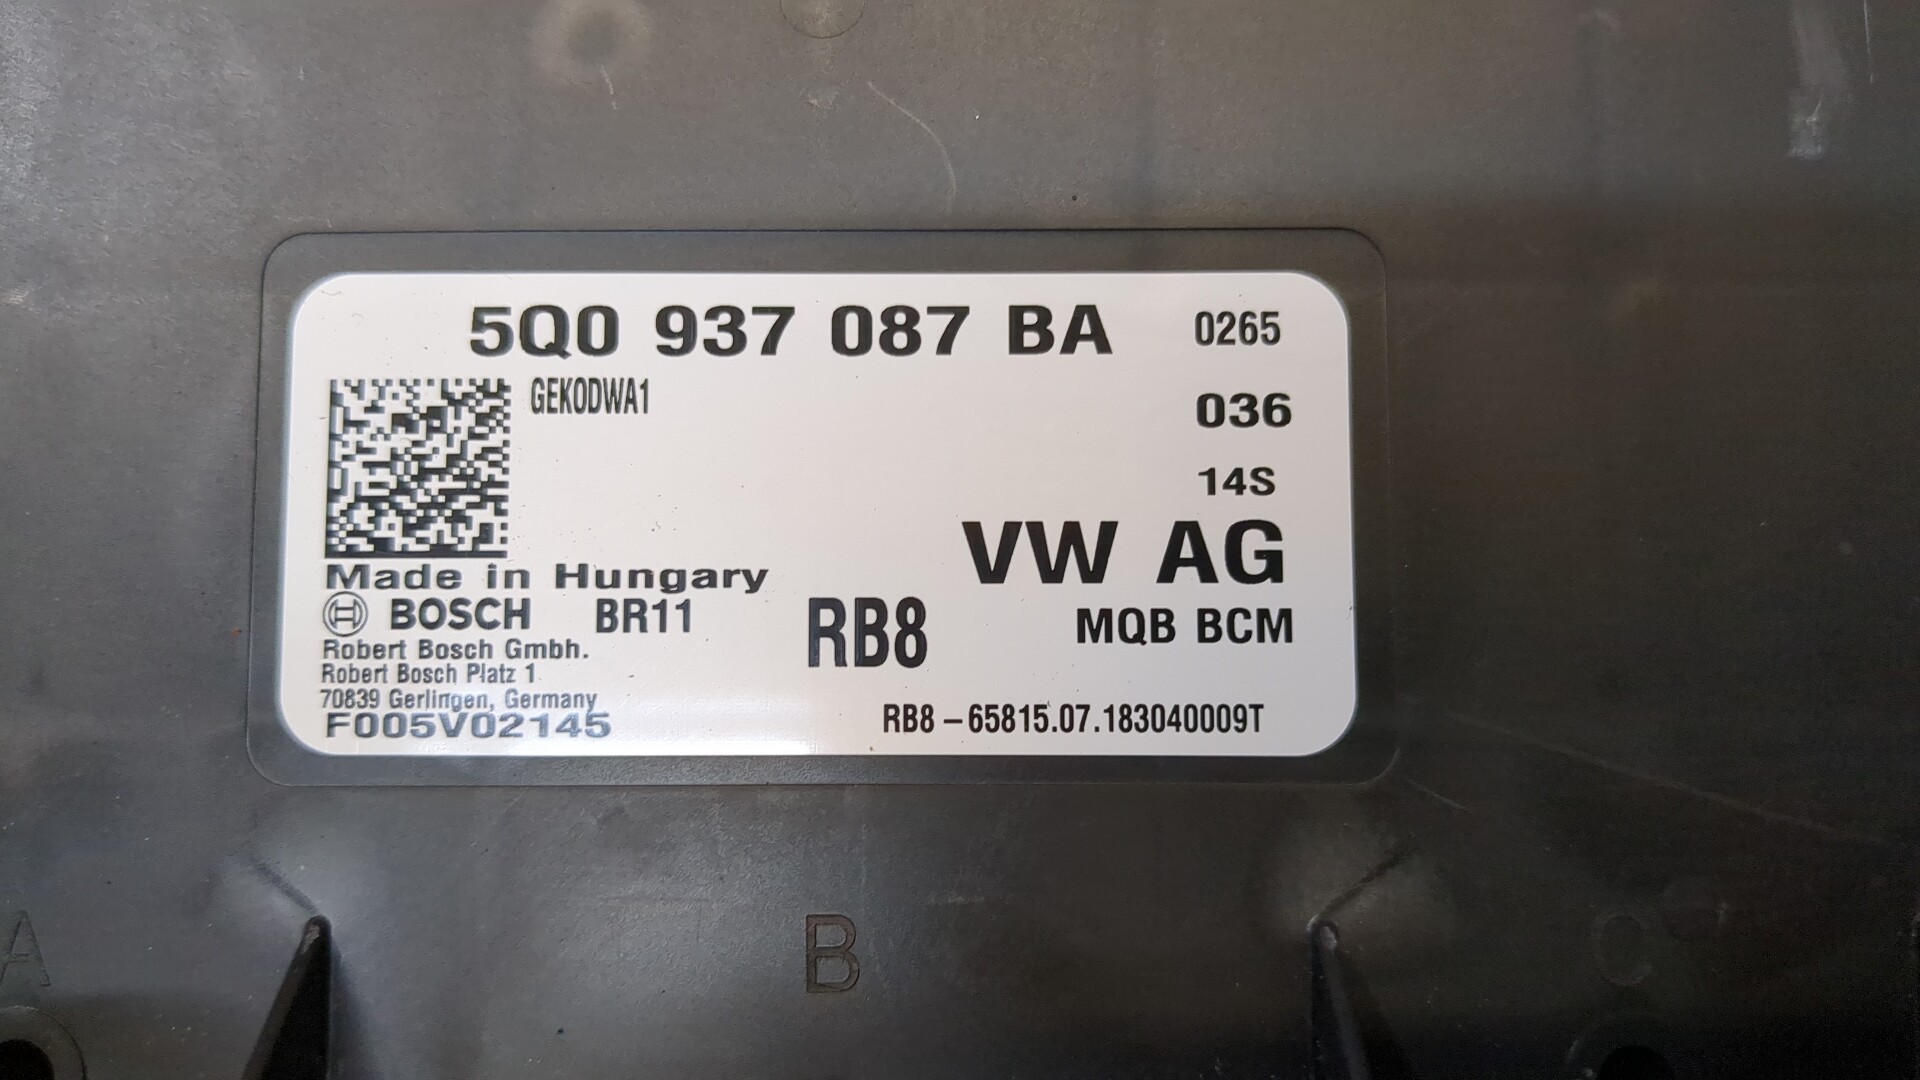 5Q0 937 087 BA 0265
GEKODWA1
036
14S
VW AG
Made in Hungary
BOSCH BR11
RB8
MQB BCM
Robert Bosch Gmbh.
Robert Bosch Platz 1
70839 Gerlingen, Germany
F005V02145
RB8-65815.07.183040009T
A B C